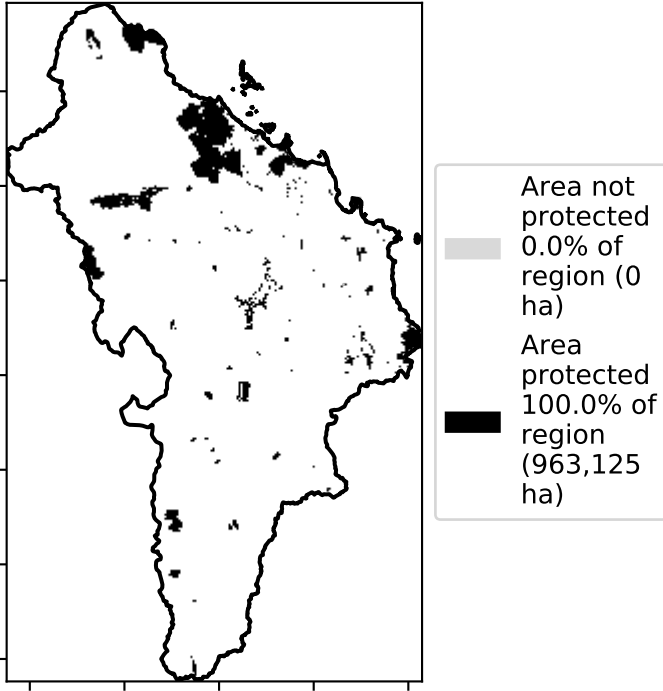 Area not
protected
0.0% of
region (0
ha)
Area
protected
100.0% of
region
(963,125
ha)